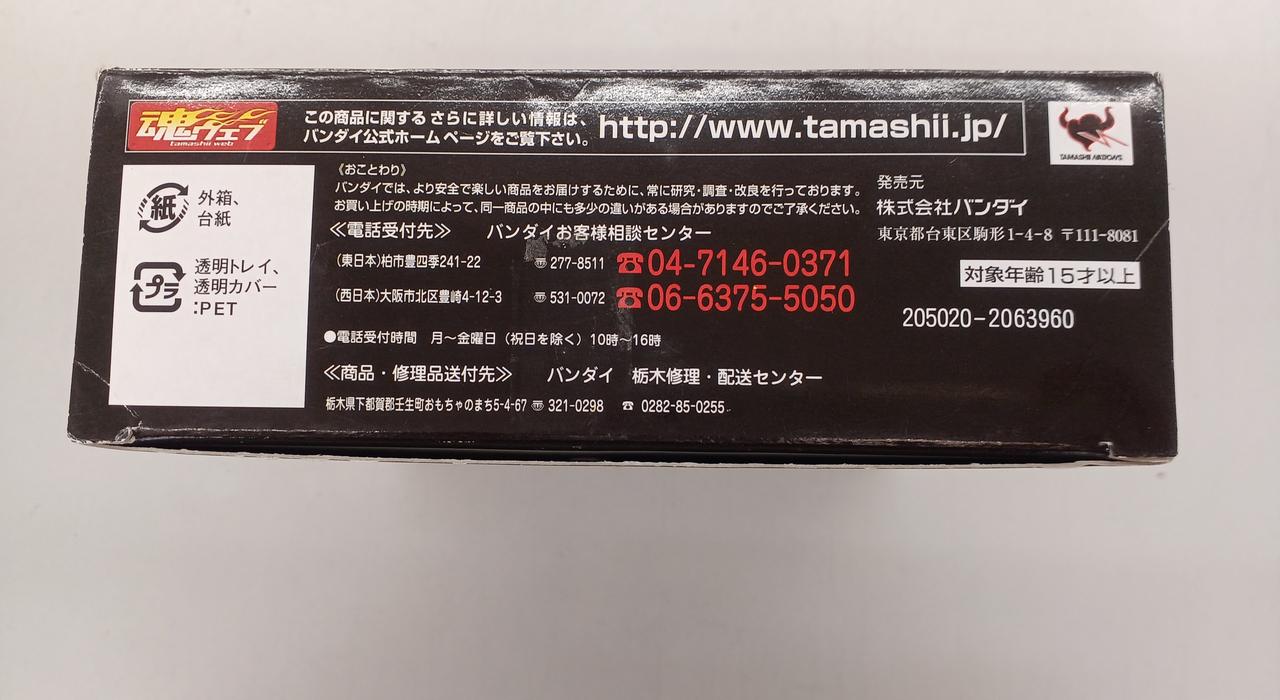 魂ウェブ
tamashii web
この商品に関する さらに詳しい情報は、
バンダイ公式ホームページをご覧下さい。
http://www.tamashii.jp/
TAMASHII NATIONS
紙
外箱、
台紙
プラ
透明トレイ、
透明カバー
:PET
《おことわり》
バンダイでは、より安全で楽しい商品をお届けするために、常に研究・調査・改良を行っております。
お買い上げの時期によって、同一商品の中にも多少の違いがある場合がありますのでご了承ください。
≪電話受付先≫ バンダイお客様相談センター
(東日本)柏市豊四季241-22 〠 277-8511 ☎04-7146-0371
(西日本)大阪市北区豊崎4-12-3 〠 531-0072 ☎06-6375-5050
●電話受付時間 月〜金曜日(祝日を除く)10時〜16時
≪商品・修理品送付先≫ バンダイ 栃木修理・配送センター
栃木県下都賀郡壬生町おもちゃのまち5-4-67 〠 321-0298 ☎ 0282-85-0255
発売元
株式会社バンダイ
東京都台東区駒形1-4-8 〒111-8081
対象年齢15才以上
205020-2063960